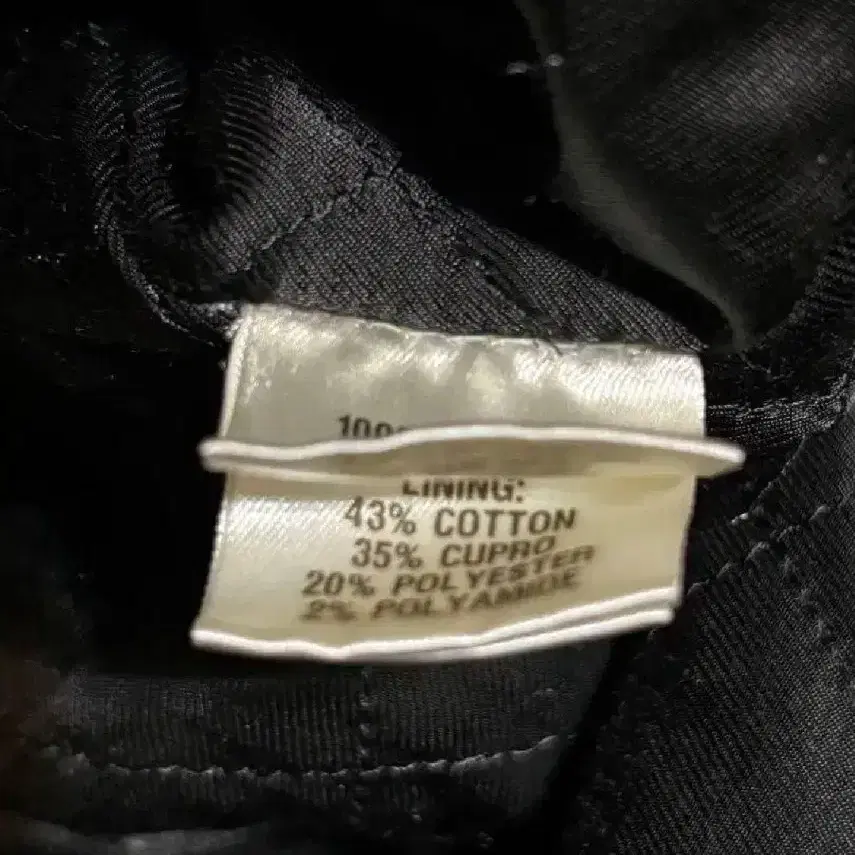 LINING:
43% COTTON
35% CUPRO
20% POLYESTER
2% POLYAMIDE